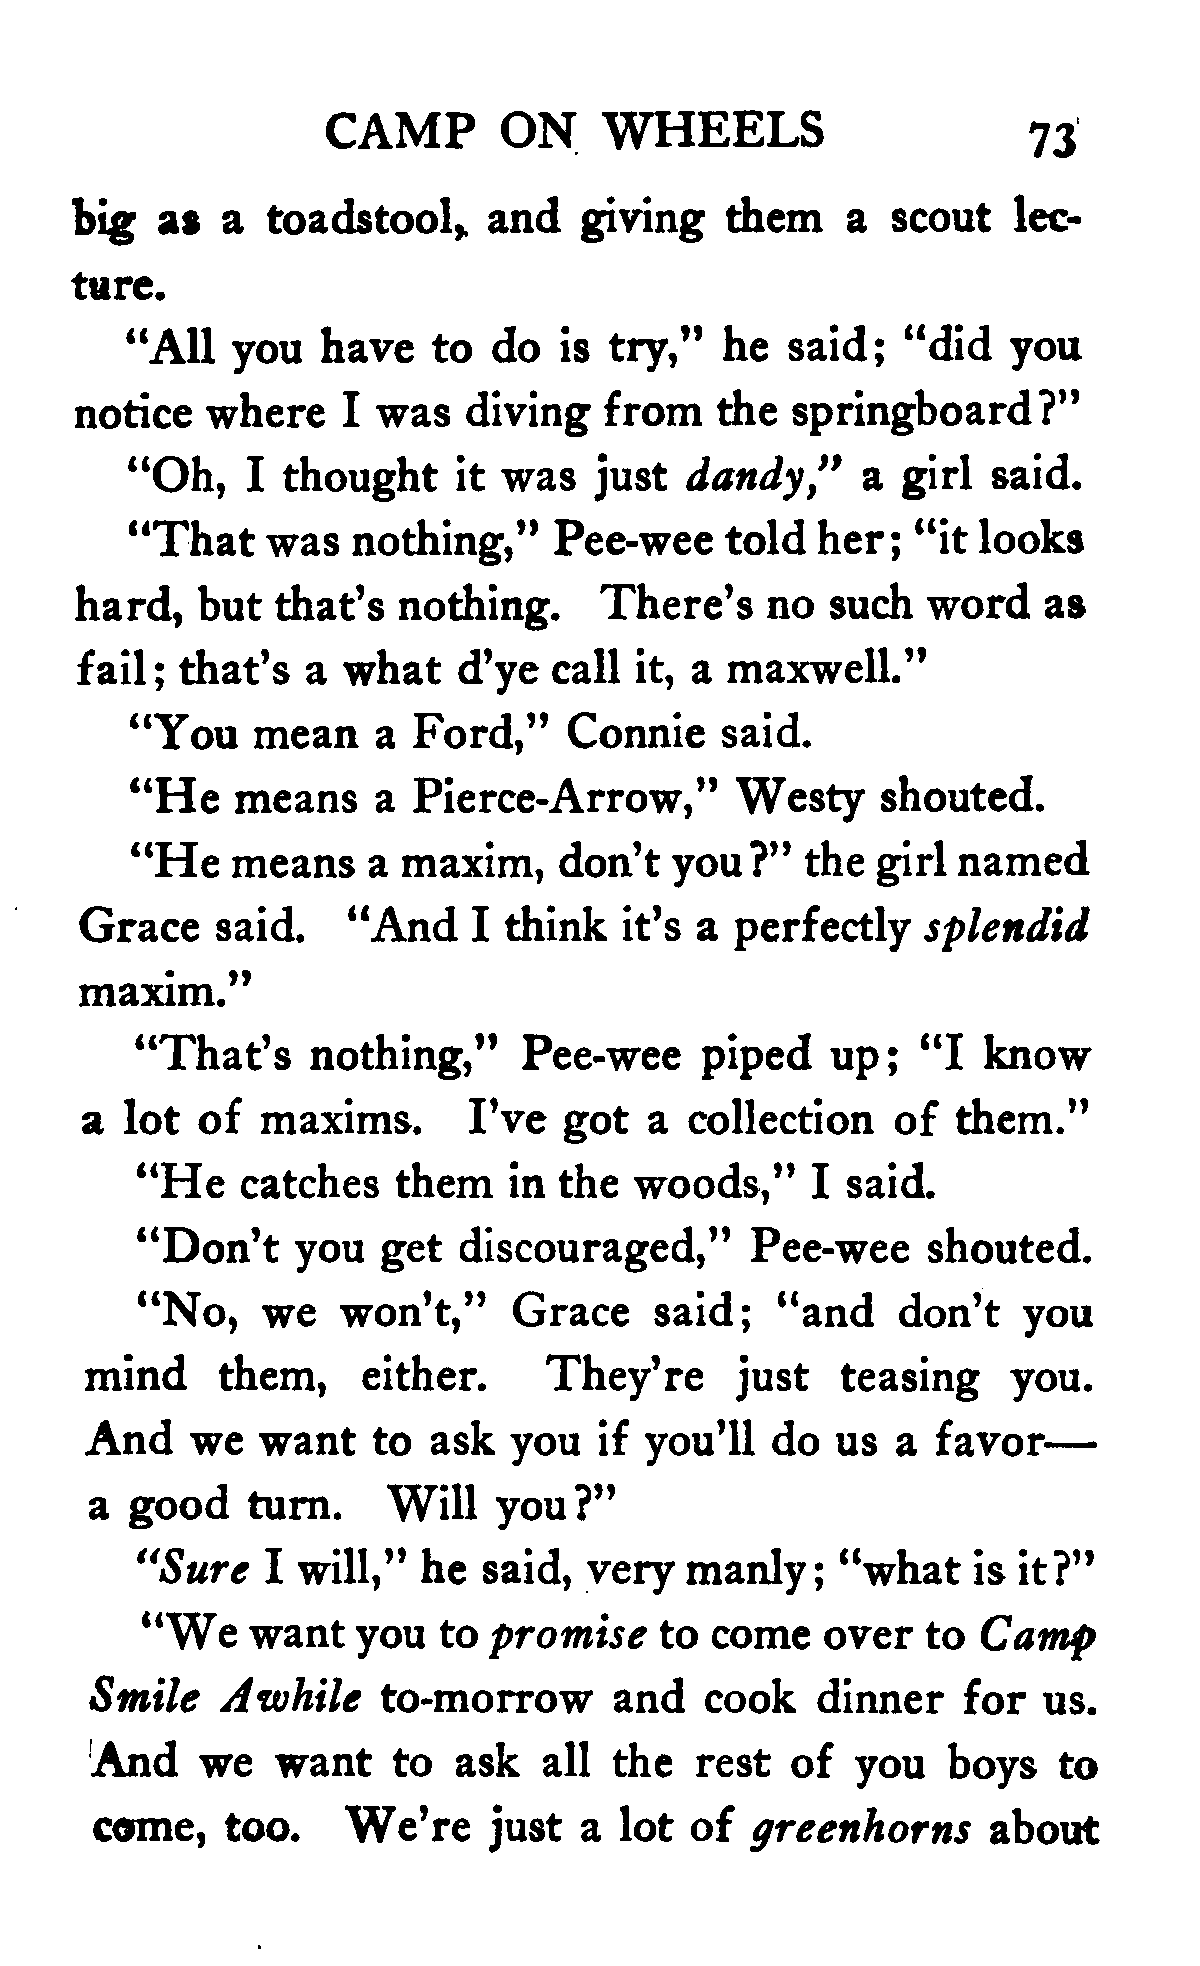 CAMP ON WHEELS 73
big as a toadstool, and giving them a scout lec-
ture.
"All you have to do is try," he said; "did you
notice where I was diving from the springboard?"
"Oh, I thought it was just dandy," a girl said.
"That was nothing," Pee-wee told her; "it looks
hard, but that's nothing. There's no such word as
fail; that's a what d'ye call it, a maxwell."
"You mean a Ford," Connie said.
"He means a Pierce-Arrow," Westy shouted.
"He means a maxim, don't you?" the girl named
Grace said. "And I think it's a perfectly splendid
maxim."
"That's nothing," Pee-wee piped up; "I know
a lot of maxims. I've got a collection of them."
"He catches them in the woods," I said.
"Don't you get discouraged," Pee-wee shouted.
"No, we won't," Grace said; "and don't you
mind them, either. They're just teasing you.
And we want to ask you if you'll do us a favor—
a good turn. Will you?"
"Sure I will," he said, very manly; "what is it?"
"We want you to promise to come over to Camp
Smile Awhile to-morrow and cook dinner for us.
And we want to ask all the rest of you boys to
come, too. We're just a lot of greenhorns about